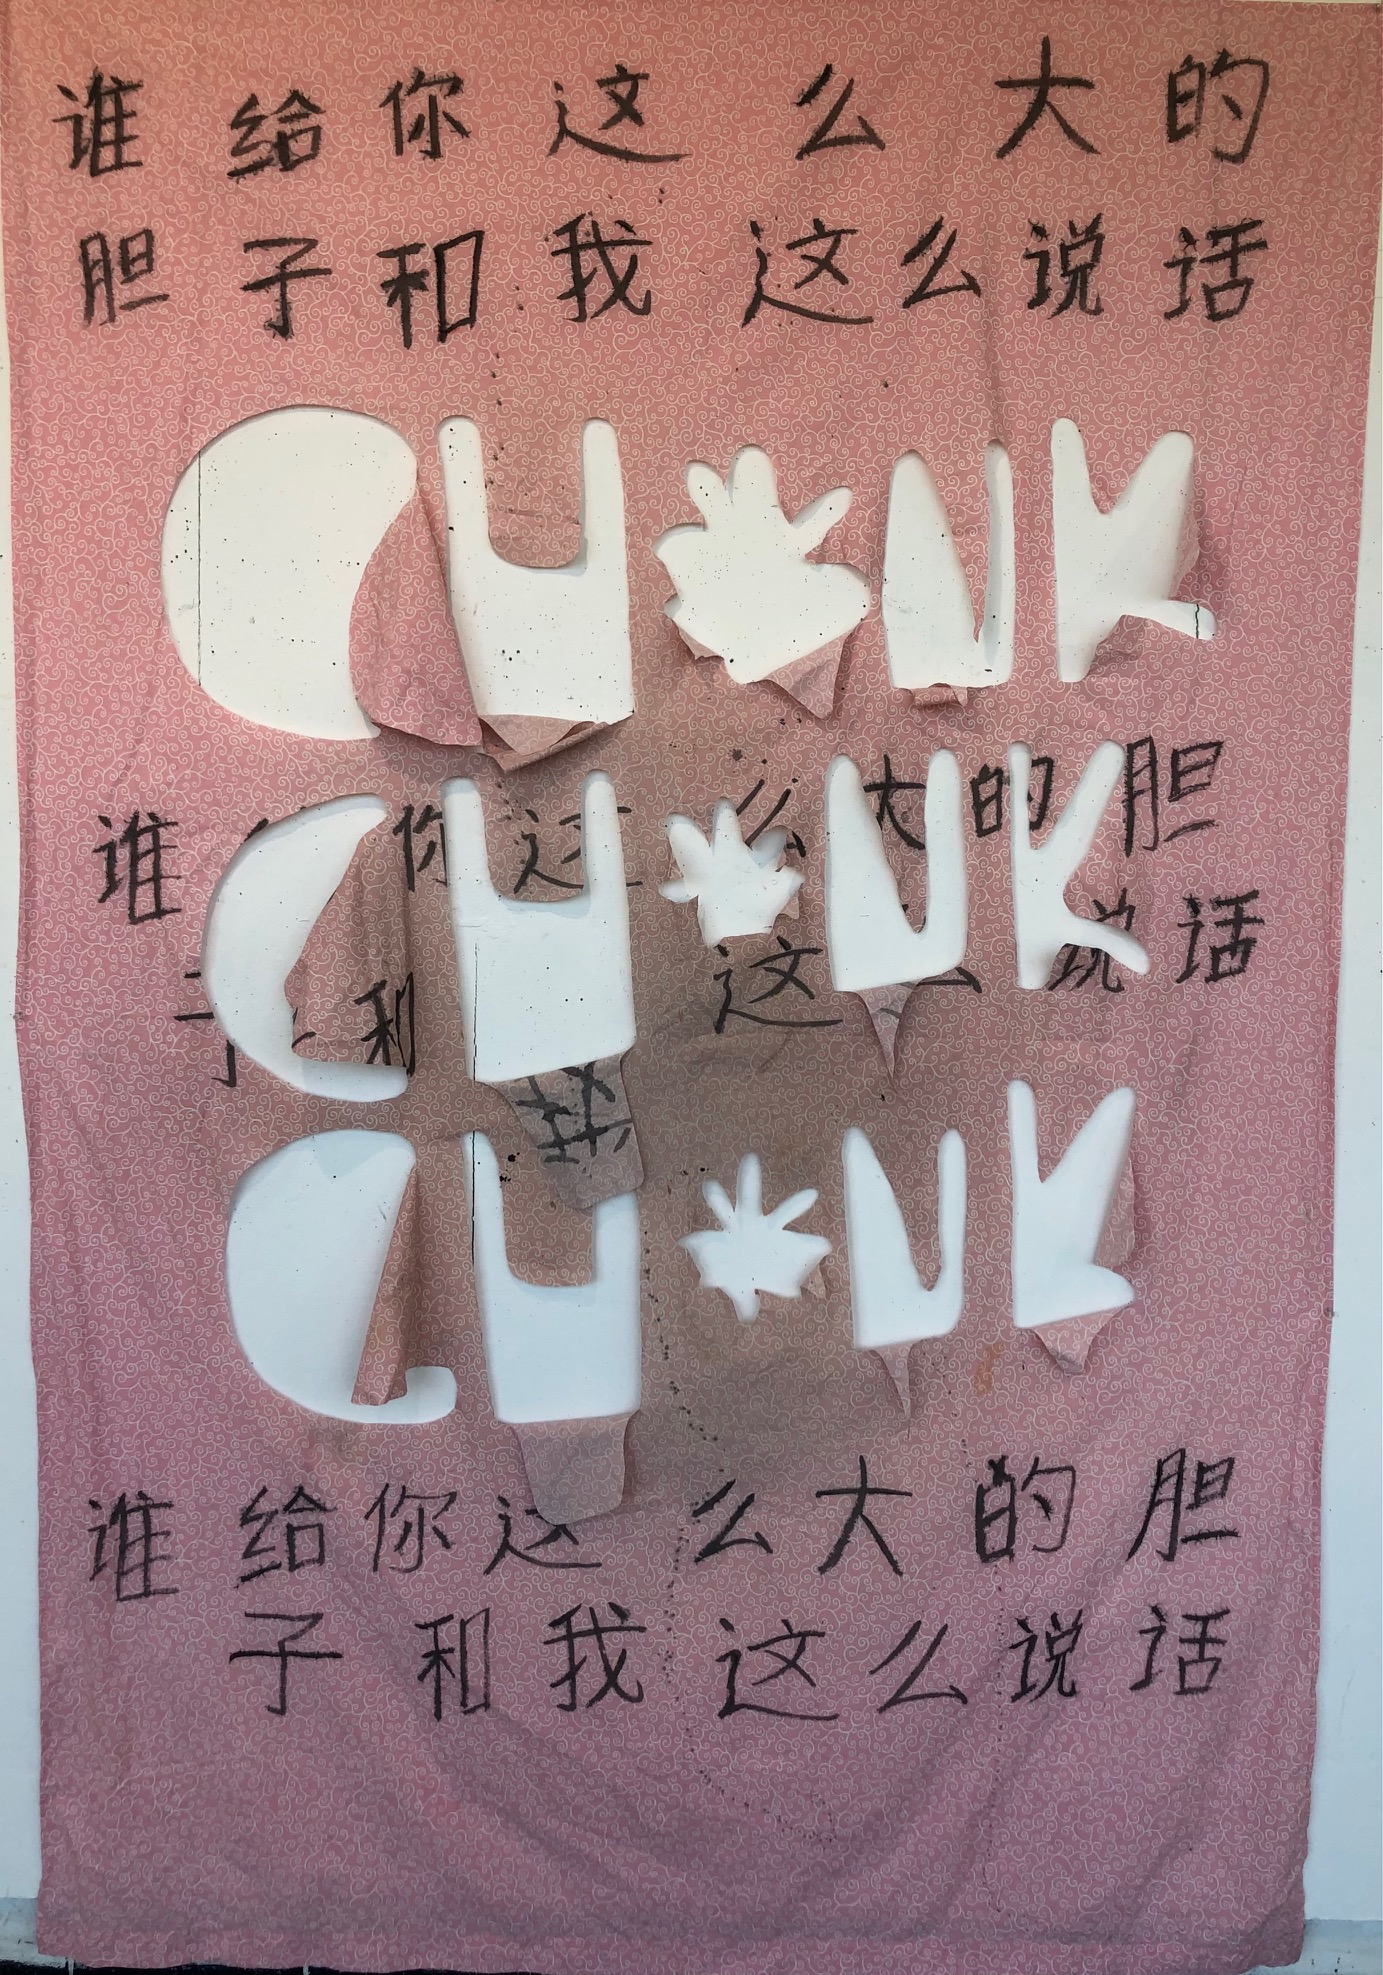 谁给你这么大的
胆子和我这么说话
CH*NK
谁 你这么大的胆
子和 这么说话
CH*NK
我
CH*NK
谁给你这么大的胆
子和我这么说话